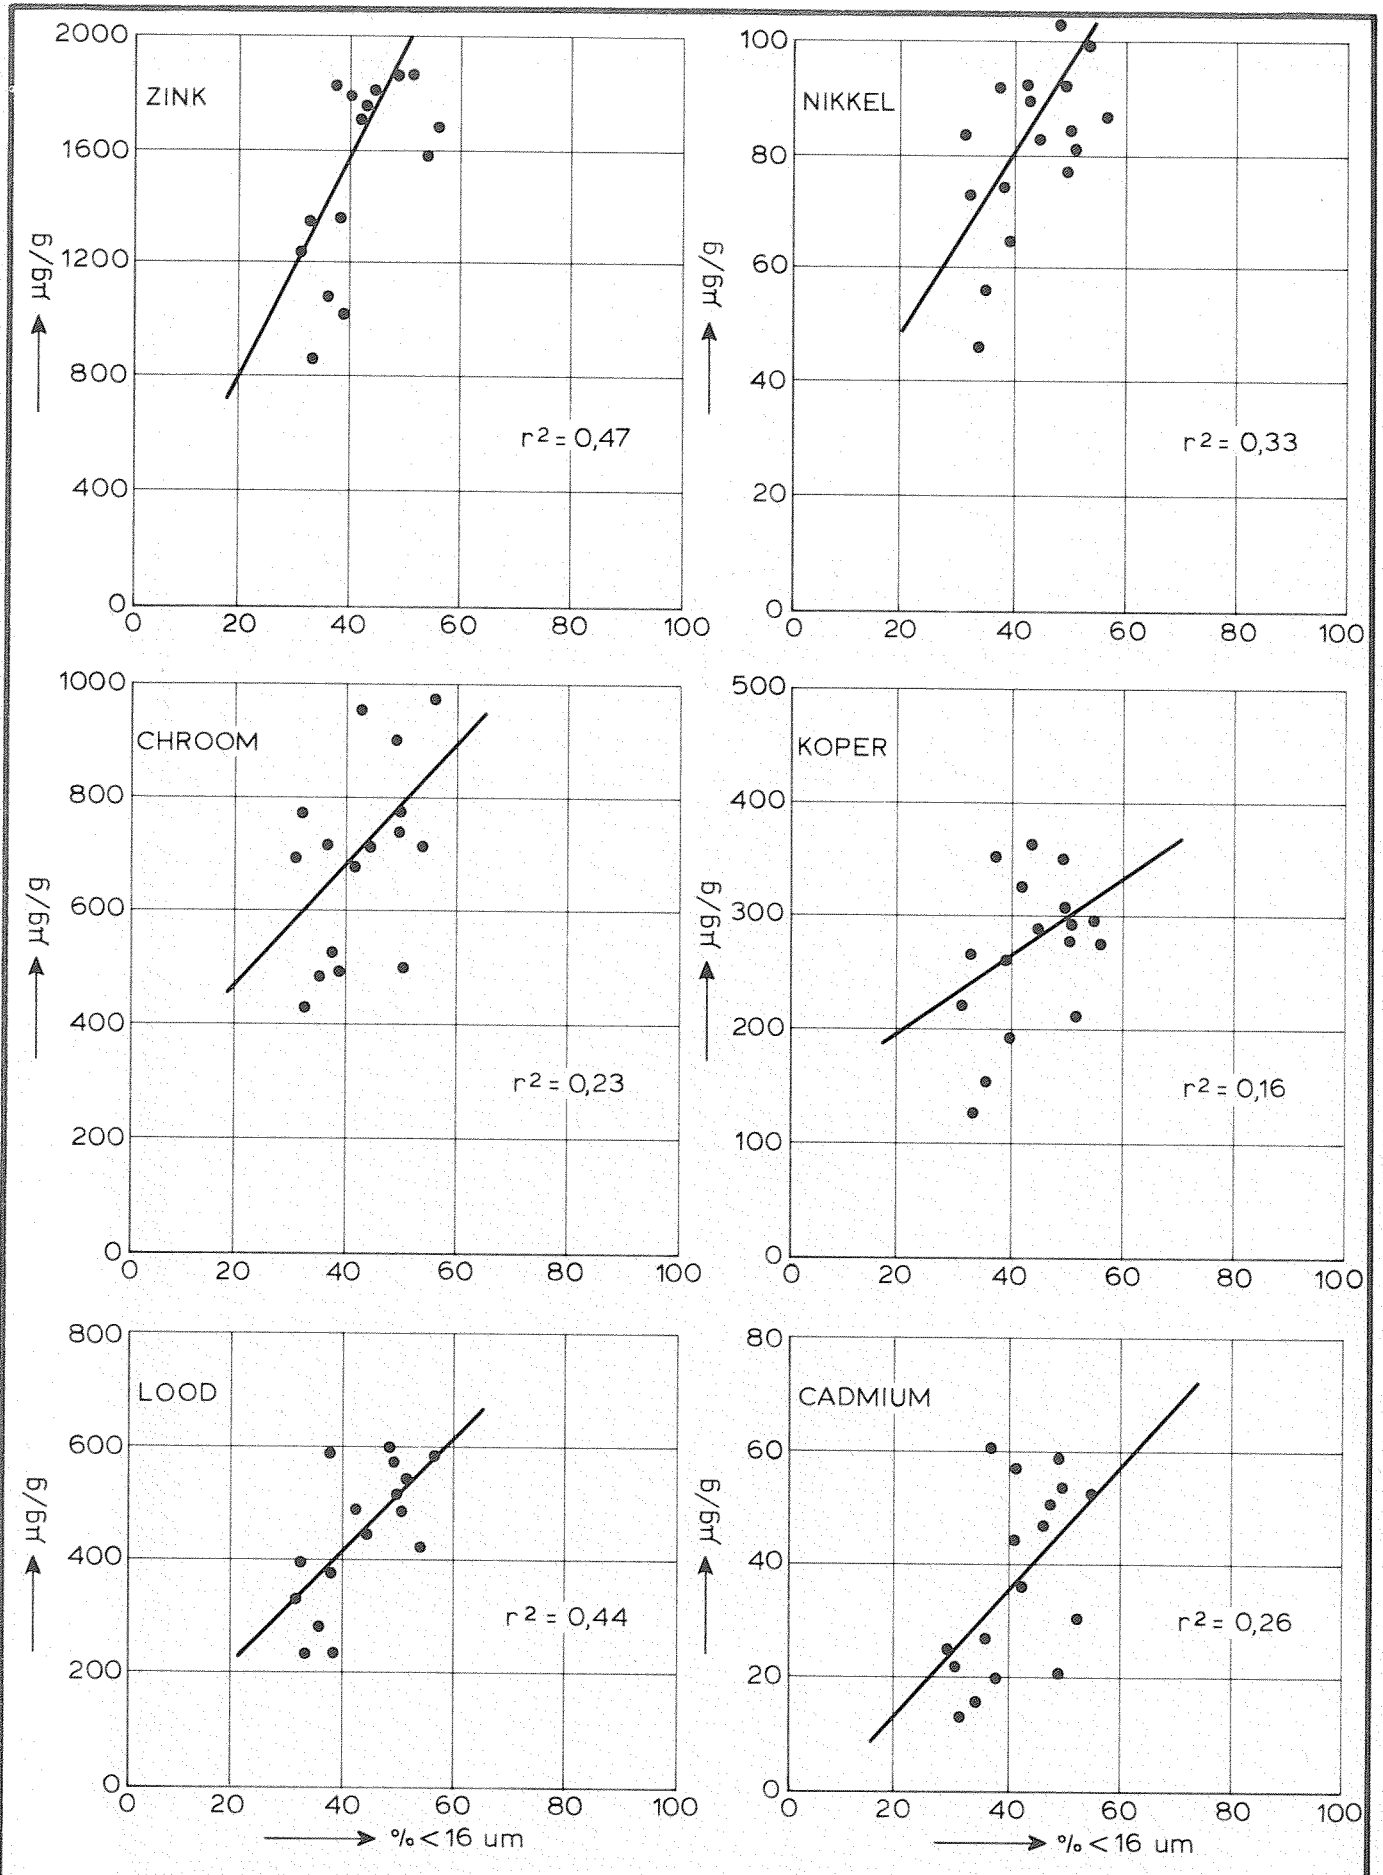 ZINK
2000
1600
1200
800
400
0
µg/g
r² = 0,47
0 20 40 60 80 100
NIKKEL
100
80
60
40
20
0
µg/g
r² = 0,33
0 20 40 60 80 100
CHROOM
1000
800
600
400
200
0
µg/g
r² = 0,23
0 20 40 60 80 100
KOPER
500
400
300
200
100
0
µg/g
r² = 0,16
0 20 40 60 80 100
LOOD
800
600
400
200
0
µg/g
r² = 0,44
0 20 40 60 80 100
% < 16 um
CADMIUM
80
60
40
20
0
µg/g
r² = 0,26
0 20 40 60 80 100
% < 16 um